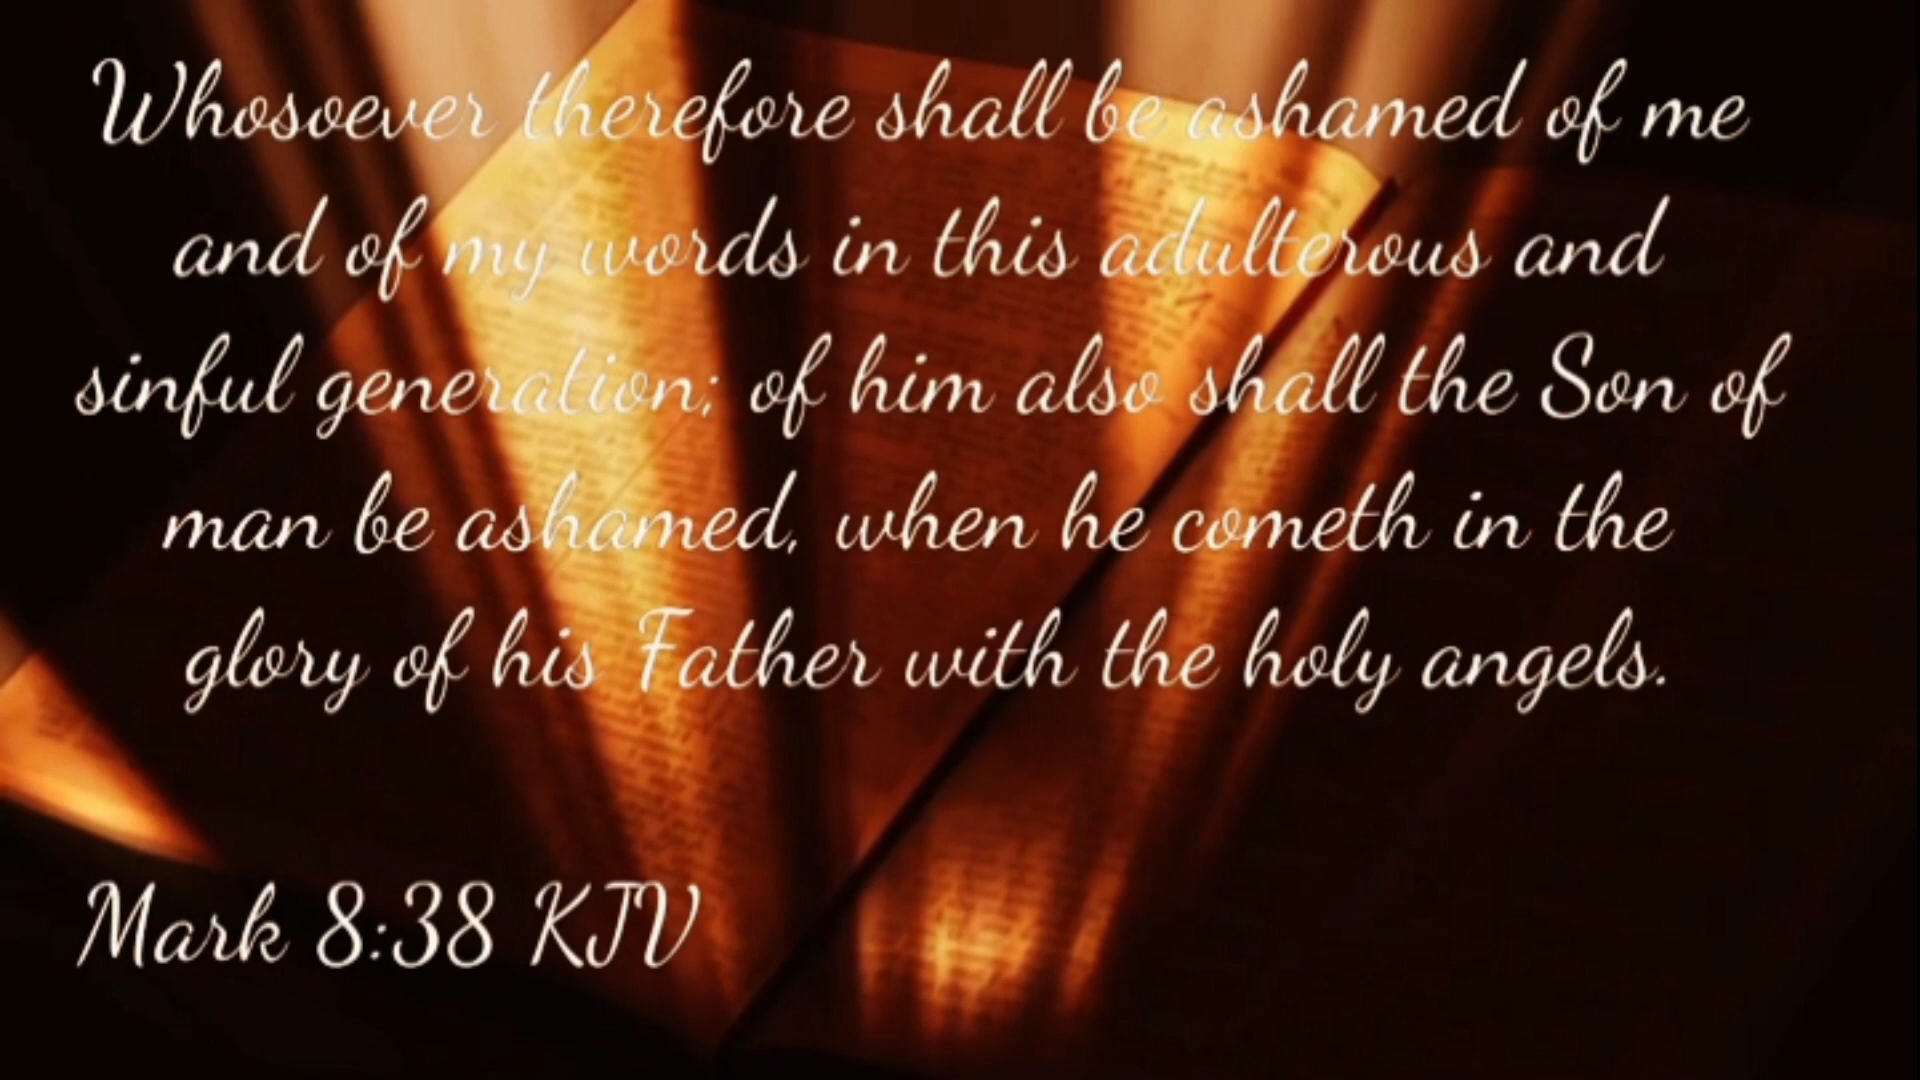 Whosoever therefore shall be ashamed of me
and of my words in this adulterous and
sinful generation; of him also shall the Son of
man be ashamed, when he cometh in the
glory of his Father with the holy angels.
Mark 8:38 KJV